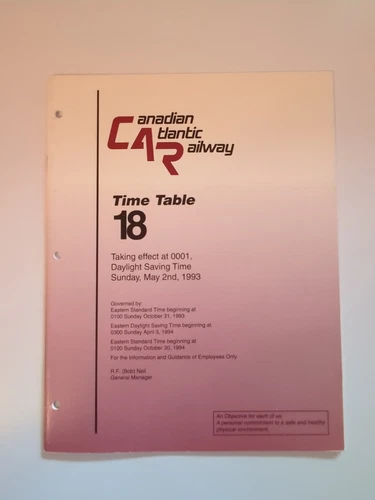 Canadian
Atlantic
Railway
Time Table
18
Taking effect at 0001,
Daylight Saving Time
Sunday, May 2nd, 1993
Governed by:
Eastern Standard Time beginning at
0100 Sunday October 31, 1993
Eastern Daylight Saving Time beginning at
0300 Sunday April 3, 1994
Eastern Standard Time beginning at
0100 Sunday October 30, 1994
For the Information and Guidance of Employees Only
R.F. (Bob) Neil
General Manager
An Objective for each of us:
A personal commitment to a safe and healthy
physical environment.